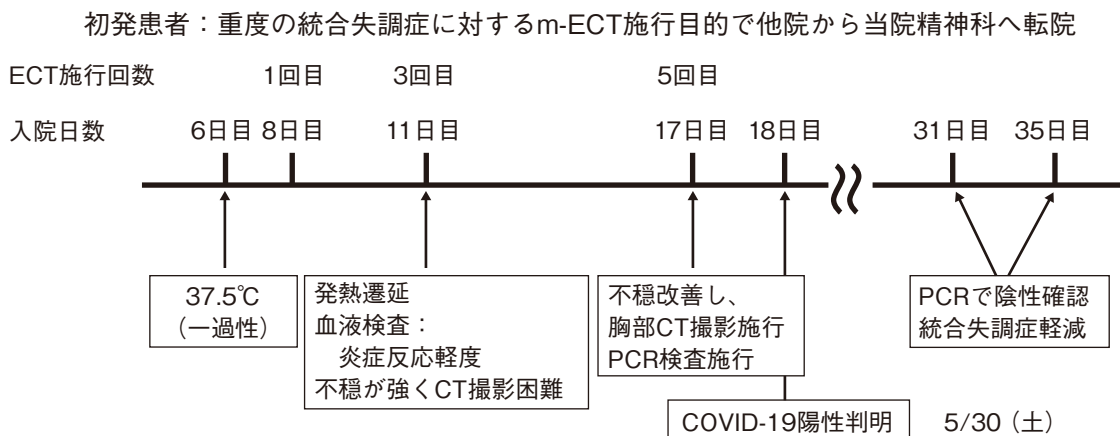 初発患者：重度の統合失調症に対するm-ECT施行目的で他院から当院精神科へ転院
ECT施行回数 1回目 3回目 5回目
入院日数 6日目 8日目 11日目 17日目 18日目 31日目 35日目
37.5℃
（一過性）
発熱遷延
血液検査：
炎症反応軽度
不穏が強くCT撮影困難
不穏改善し、
胸部CT撮影施行
PCR検査施行
PCRで陰性確認
統合失調症軽減
COVID-19陽性判明 5/30（土）